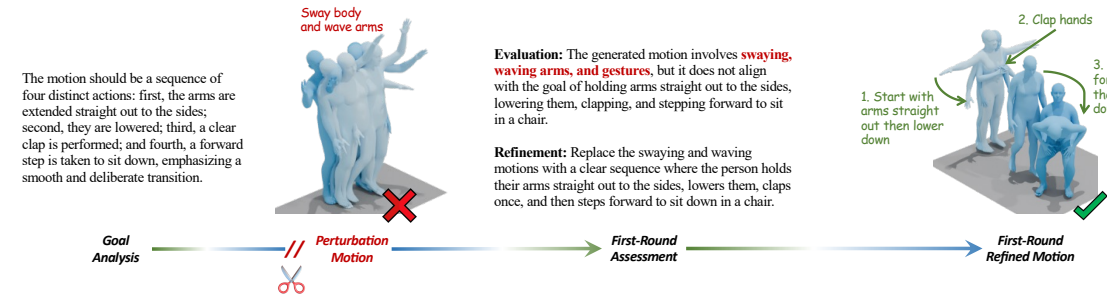 The motion should be a sequence of
four distinct actions: first, the arms are
extended straight out to the sides;
second, they are lowered; third, a clear
clap is performed; and fourth, a forward
step is taken to sit down, emphasizing a
smooth and deliberate transition.
Sway body
and wave arms
Evaluation: The generated motion involves swaying,
waving arms, and gestures, but it does not align
with the goal of holding arms straight out to the sides,
lowering them, clapping, and stepping forward to sit
in a chair.
Refinement: Replace the swaying and waving
motions with a clear sequence where the person holds
their arms straight out to the sides, lowers them, claps
once, and then steps forward to sit down in a chair.
2. Clap hands
1. Start with
arms straight
out then lower
down
3.
Goal
Analysis
//
Perturbation
Motion
First-Round
Assessment
First-Round
Refined Motion